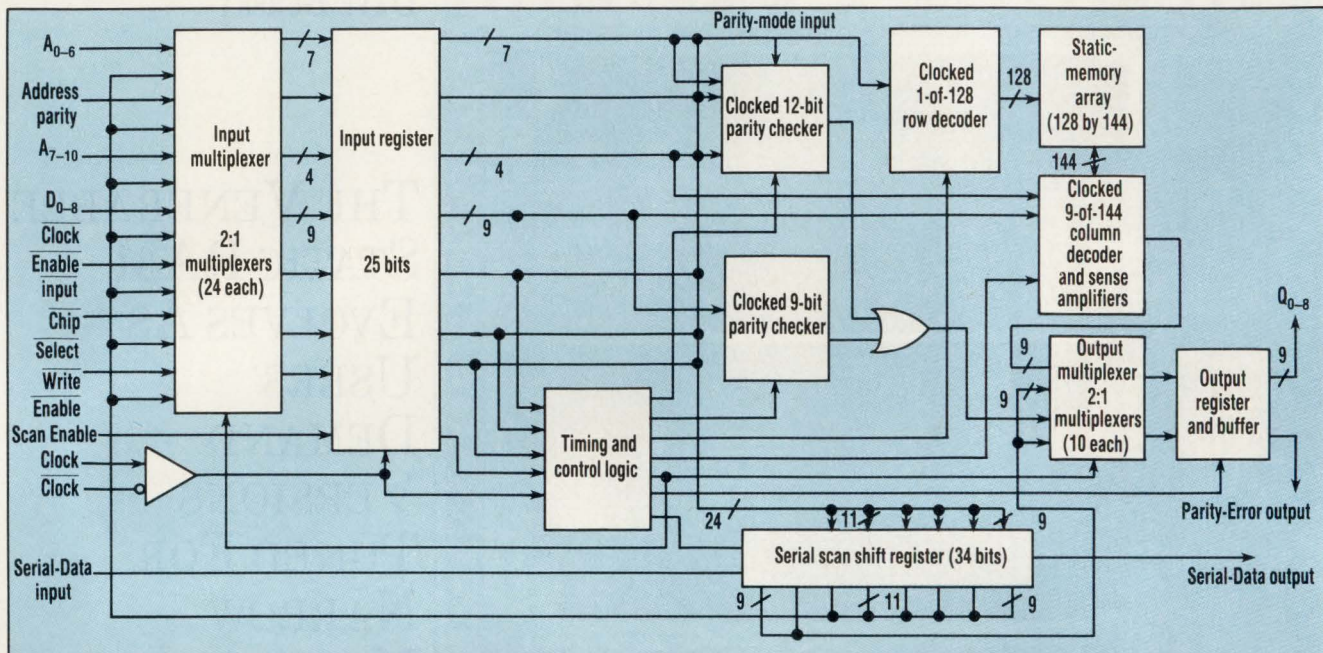 Parity-mode input
A0–6
7
7
128
Static-memory
array
(128 by 144)
Address
parity
Input
multiplexer
Input register
Clocked 12-bit
parity checker
Clocked
1-of-128
row decoder
A7–10
4
4
144
D0–8
9
9
Clocked
9-of-144
column
decoder
and sense
amplifiers
Clock
Enable
input
2:1
multiplexers
(24 each)
25 bits
Clocked 9-bit
parity checker
Q0–8
Chip
Select
Write
Enable
9
9
Output
multiplexer
2:1
multiplexers
(10 each)
Output
register
and buffer
9
Scan Enable
Clock
Clock
Timing and
control logic
Parity-Error output
24
11
9
Serial-Data
input
Serial scan shift register (34 bits)
Serial-Data output
9
11
9